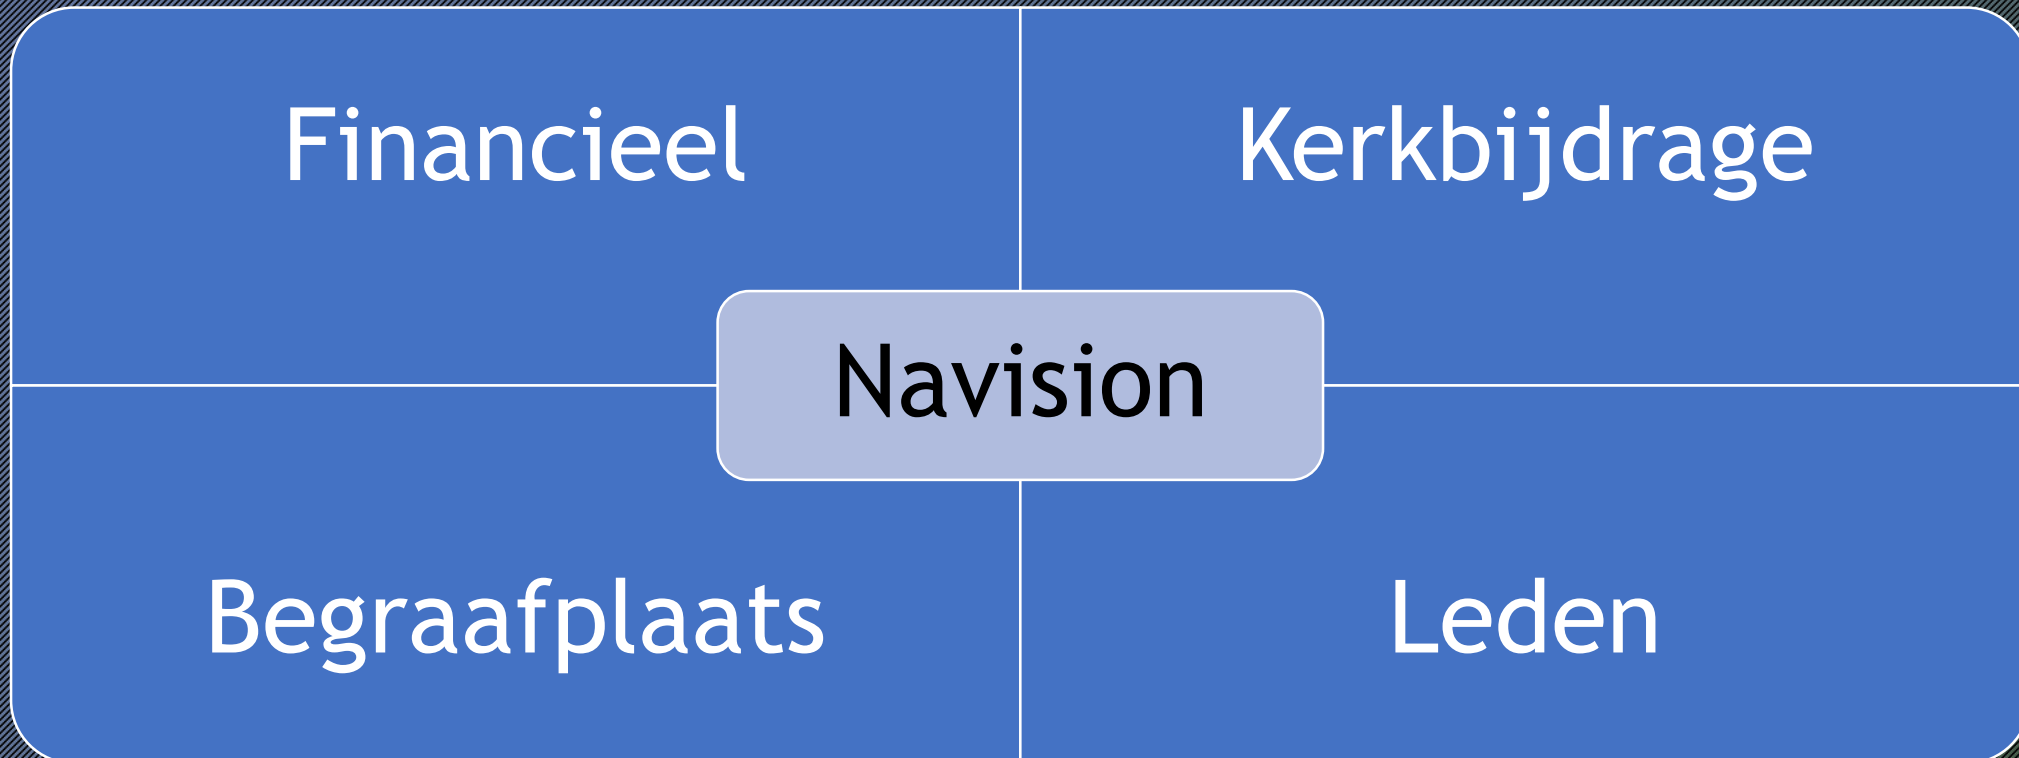 Financieel
Kerkbijdrage
Navision
Begraafplaats
Leden